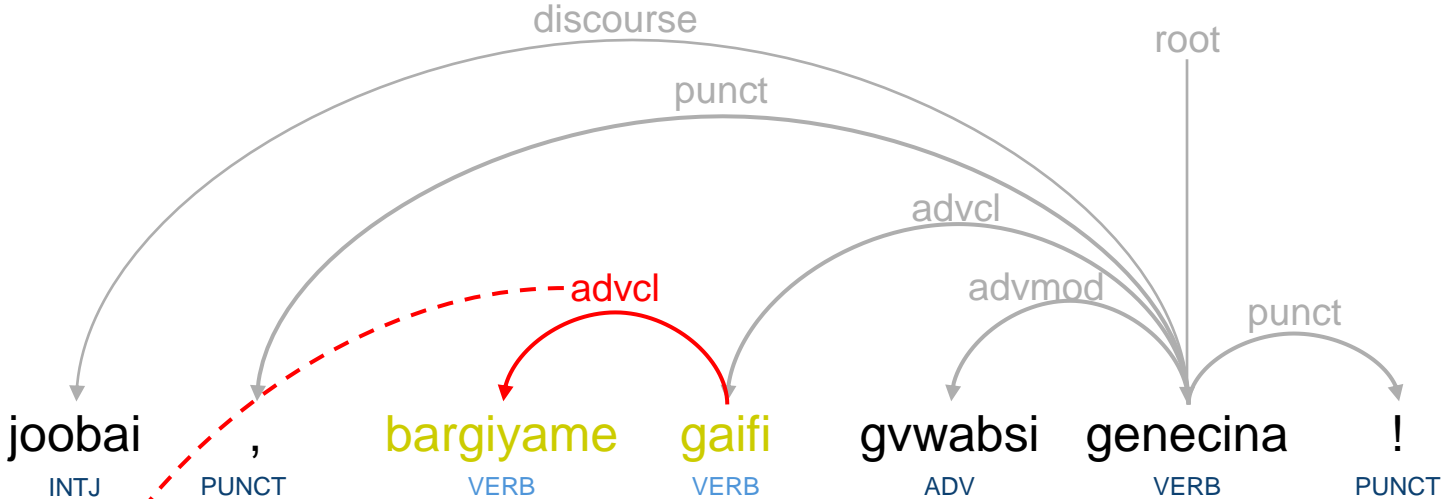 discourse
root
punct
advcl
advcl advmod
punct
joobai , bargiyame gaifi gvwabsi genecina !
INTJ PUNCT VERB VERB ADV VERB PUNCT